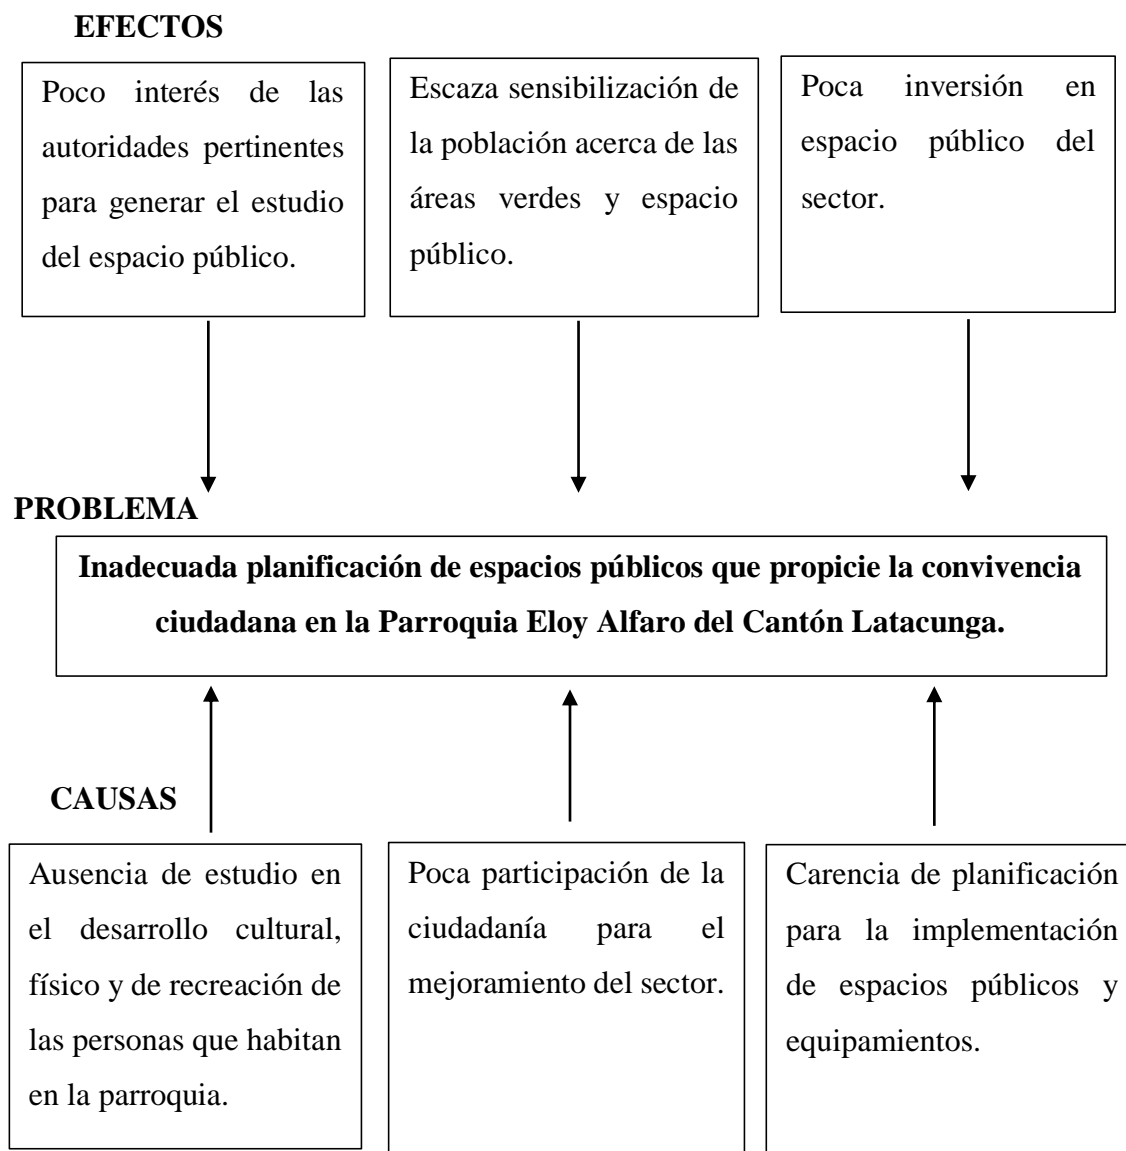 EFECTOS
Poco interés de las
autoridades pertinentes
para generar el estudio
del espacio público.
Escaza sensibilización de
la población acerca de las
áreas verdes y espacio
público.
Poca inversión en
espacio público del
sector.
PROBLEMA
Inadecuada planificación de espacios públicos que propicie la convivencia
ciudadana en la Parroquia Eloy Alfaro del Cantón Latacunga.
CAUSAS
Ausencia de estudio en
el desarrollo cultural,
físico y de recreación de
las personas que habitan
en la parroquia.
Poca participación de la
ciudadanía para el
mejoramiento del sector.
Carencia de planificación
para la implementación
de espacios públicos y
equipamientos.